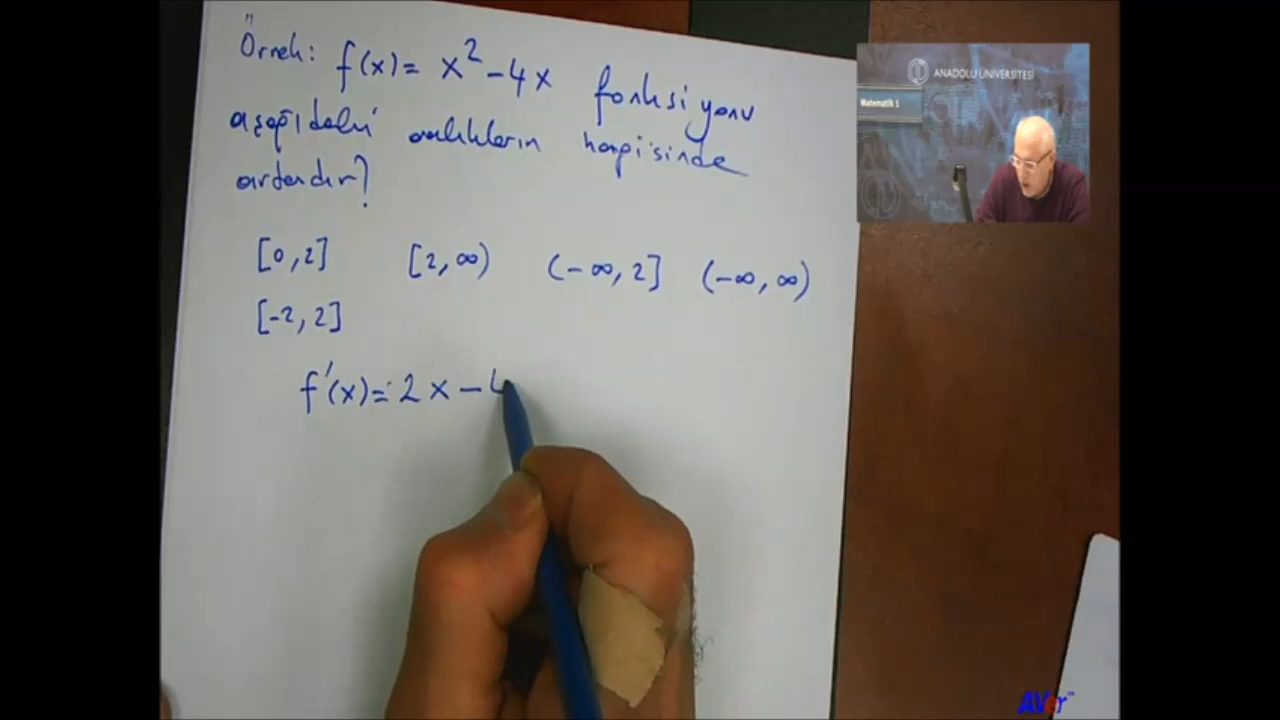 Örnek: f(x) = x² - 4x fonksiyonu
aşağıdaki aralıkların hangisinde
artandır?
[0, 2] [2, ∞) (-∞, 2] (-∞, ∞)
[-2, 2]
f'(x) = 2x - 4
ANADOLU ÜNİVERSİTESİ
Matematik 1
AVer